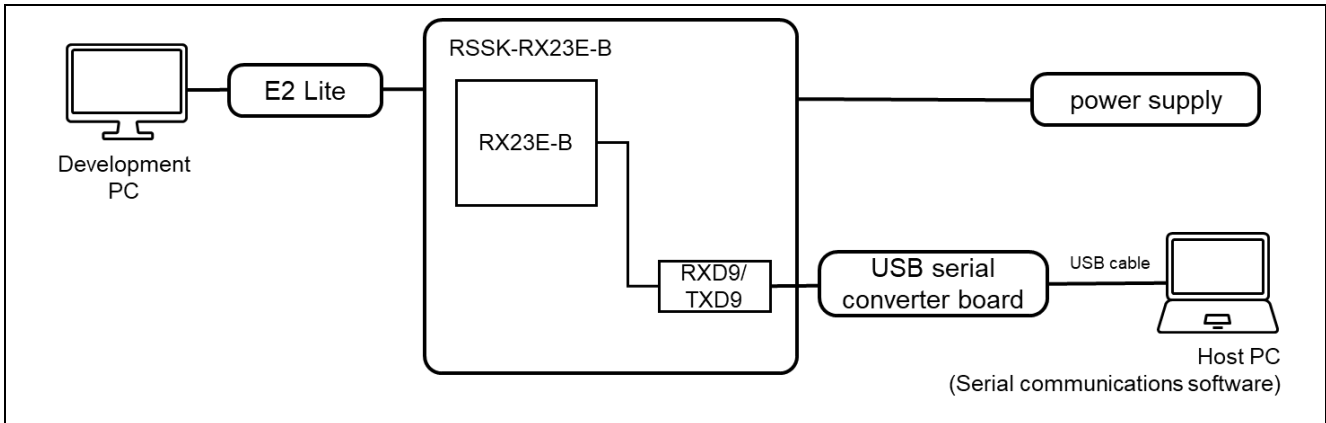 RSSK-RX23E-B
E2 Lite
power supply
RX23E-B
Development
PC
RXD9/
TXD9
USB serial
converter board
USB cable
Host PC
(Serial communications software)